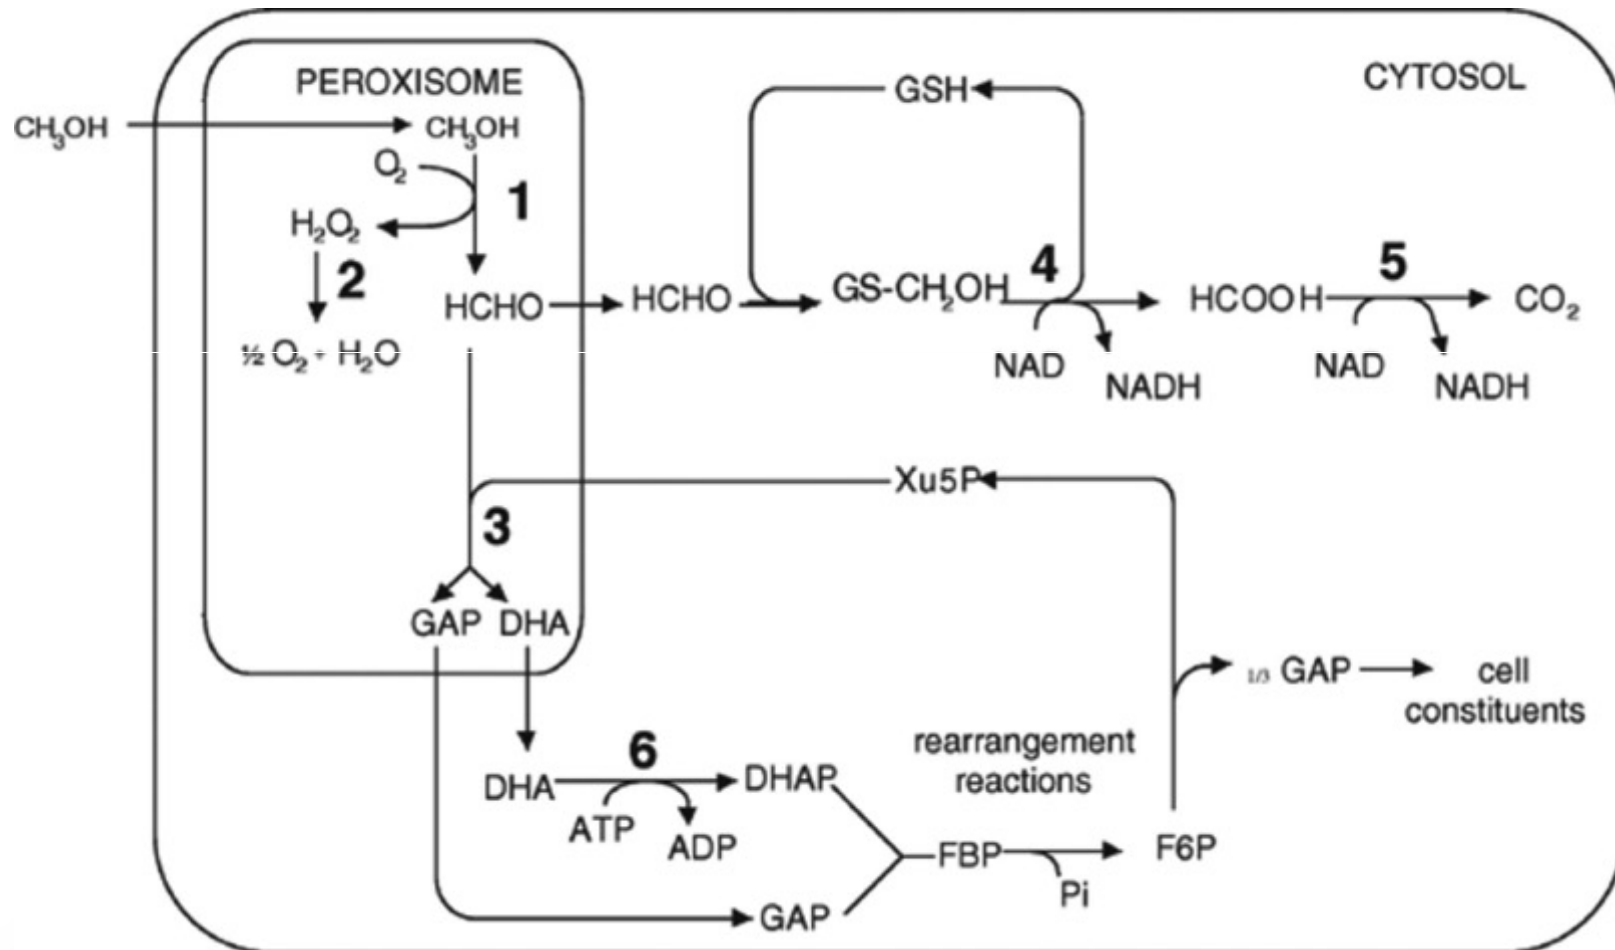 PEROXISOME
CYTOSOL
CH₃OH
CH₃OH
O₂
1
H₂O₂
2
½ O₂ + H₂O
HCHO
HCHO
GSH
GS-CH₂OH
4
NAD
NADH
HCOOH
5
NAD
NADH
CO₂
Xu5P
3
GAP DHA
DHA
6
ATP
ADP
DHAP
GAP
rearrangement
reactions
FBP
Pi
F6P
1/3 GAP
cell
constituents